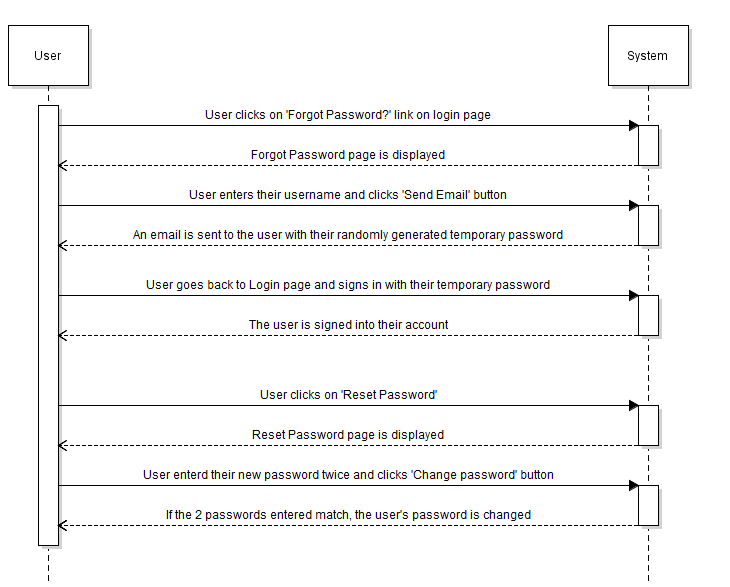 User
System
User clicks on 'Forgot Password?' link on login page
Forgot Password page is displayed
User enters their username and clicks 'Send Email' button
An email is sent to the user with their randomly generated temporary password
User goes back to Login page and signs in with their temporary password
The user is signed into their account
User clicks on 'Reset Password'
Reset Password page is displayed
User enterd their new password twice and clicks 'Change password' button
If the 2 passwords entered match, the user's password is changed